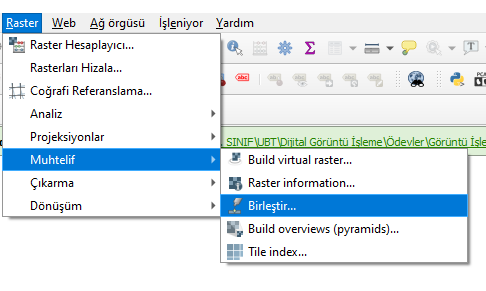 Raster Web Ağ örgüsü İşleniyor Yardım
Raster Hesaplayıcı...
Rasterları Hizala...
Coğrafi Referanslama...
Analiz
Projeksiyonlar
SINIF\UBT\Dijital Görüntü İşleme\Ödevler\Görüntü İşle
Muhtelif
Build virtual raster...
Çıkarma
Raster information...
Dönüşüm
Birleştir...
Build overviews (pyramids)...
Tile index...
abc